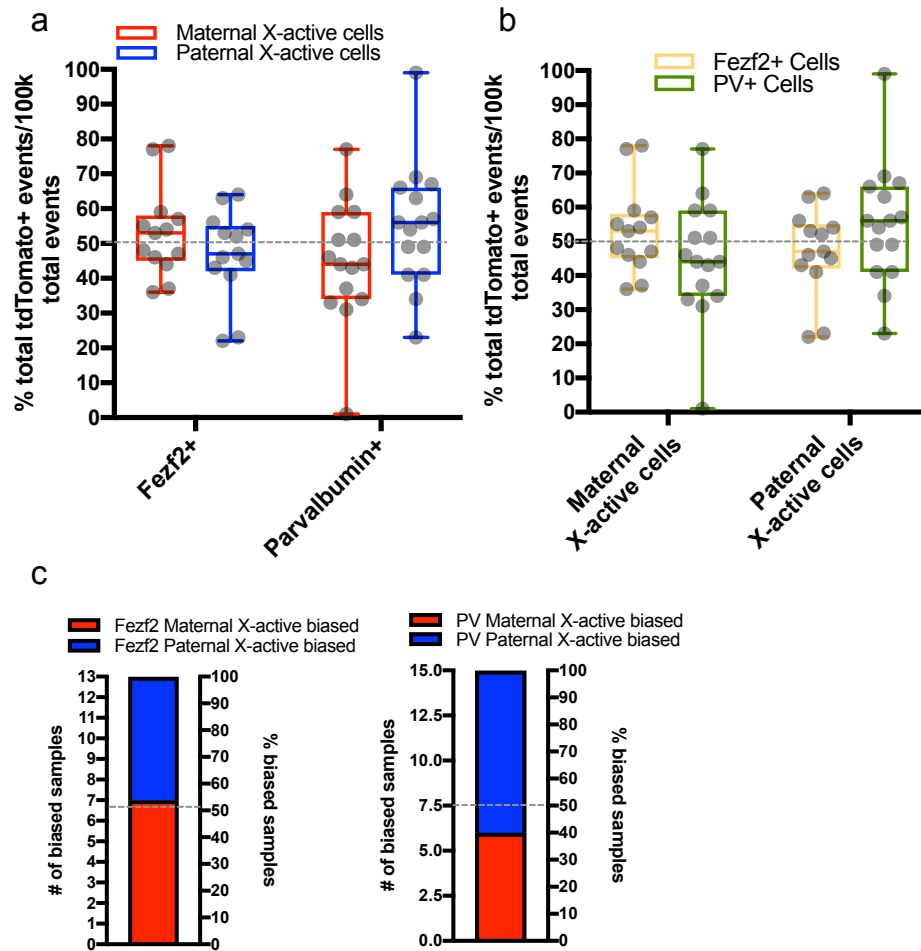 a
Maternal X-active cells
Paternal X-active cells
% total tdTomato+ events/100k
total events
100
90
80
70
60
50
40
30
20
10
0
Fezf2+
Parvalbumin+
b
Fezf2+ Cells
PV+ Cells
% total tdTomato+ events/100k
total events
100
90
80
70
60
50
40
30
20
10
0
Maternal
X-active cells
Paternal
X-active cells
c
Fezf2 Maternal X-active biased
Fezf2 Paternal X-active biased
# of biased samples
13
12
11
10
9
8
7
6
5
4
3
2
1
0
100
90
80
70
60
50
40
30
20
10
0
% biased samples
PV Maternal X-active biased
PV Paternal X-active biased
# of biased samples
15.0
12.5
10.0
7.5
5.0
2.5
0.0
100
90
80
70
60
50
40
30
20
10
0
% biased samples